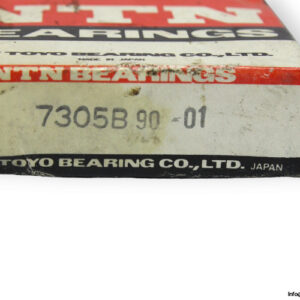 NTN
BEARINGS
TOYO BEARING CO., LTD.
MADE IN JAPAN
NTN BEARINGS
7305B 90-01
TOYO BEARING CO., LTD. JAPAN